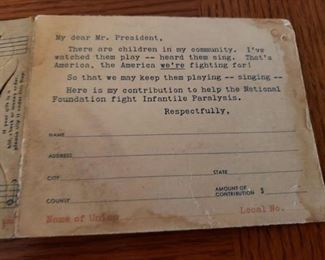 My dear Mr. President,
There are children in my community. I've
watched them play -- heard them sing. That's
America, the America we're fighting for!
So that we may keep them playing -- singing --
Here is my contribution to help the National
Foundation fight Infantile Paralysis.
Respectfully,
NAME
ADDRESS
CITY STATE
COUNTY AMOUNT OF CONTRIBUTION $
Name of Union Local No.